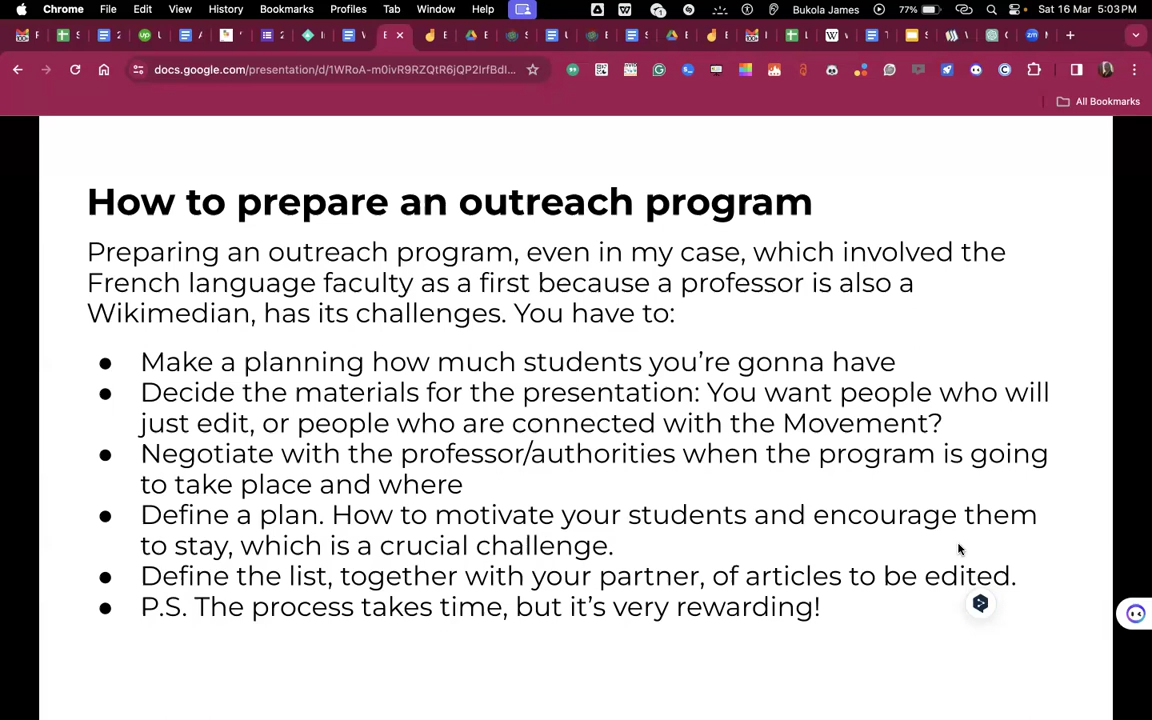 Chrome File Edit View History Bookmarks Profiles Tab Window Help Bukola James 77% Sat 16 Mar 5:03 PM
docs.google.com/presentation/d/1WRoA-m0ivR9RZQtR6jQP2IrfBdI...
All Bookmarks
How to prepare an outreach program
Preparing an outreach program, even in my case, which involved the
French language faculty as a first because a professor is also a
Wikimedian, has its challenges. You have to:
● Make a planning how much students you’re gonna have
● Decide the materials for the presentation: You want people who will
just edit, or people who are connected with the Movement?
● Negotiate with the professor/authorities when the program is going
to take place and where
● Define a plan. How to motivate your students and encourage them
to stay, which is a crucial challenge.
● Define the list, together with your partner, of articles to be edited.
● P.S. The process takes time, but it’s very rewarding!